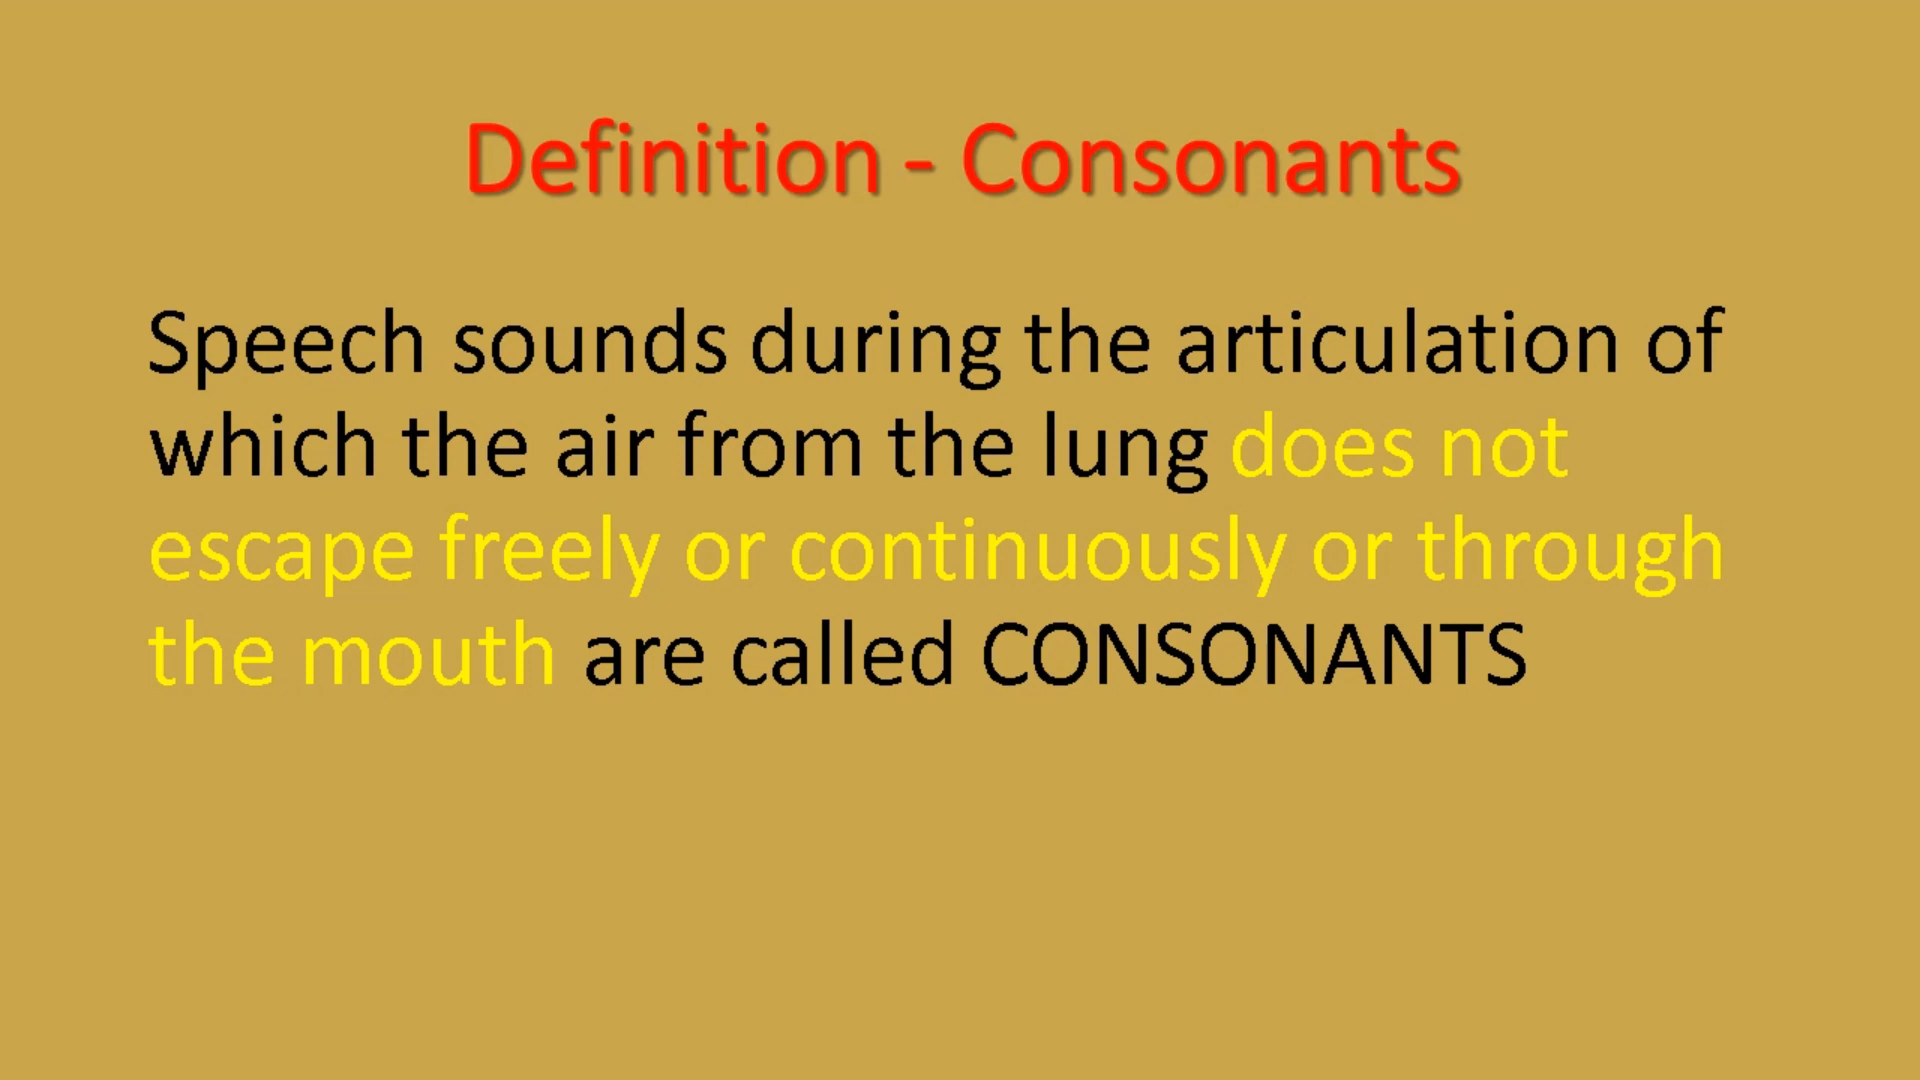 Definition - Consonants
Speech sounds during the articulation of
which the air from the lung does not
escape freely or continuously or through
the mouth are called CONSONANTS